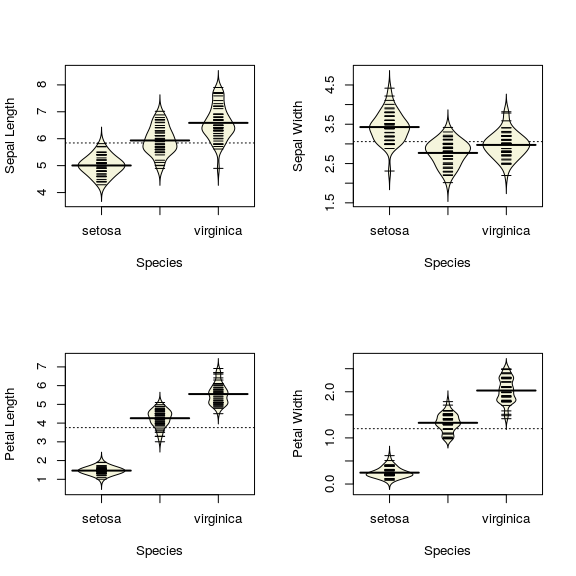 Sepal Length
8
7
6
5
4
setosa virginica
Species
Sepal Width
4.5
3.5
2.5
1.5
setosa virginica
Species
Petal Length
7
6
5
4
3
2
1
setosa virginica
Species
Petal Width
2.0
1.0
0.0
setosa virginica
Species